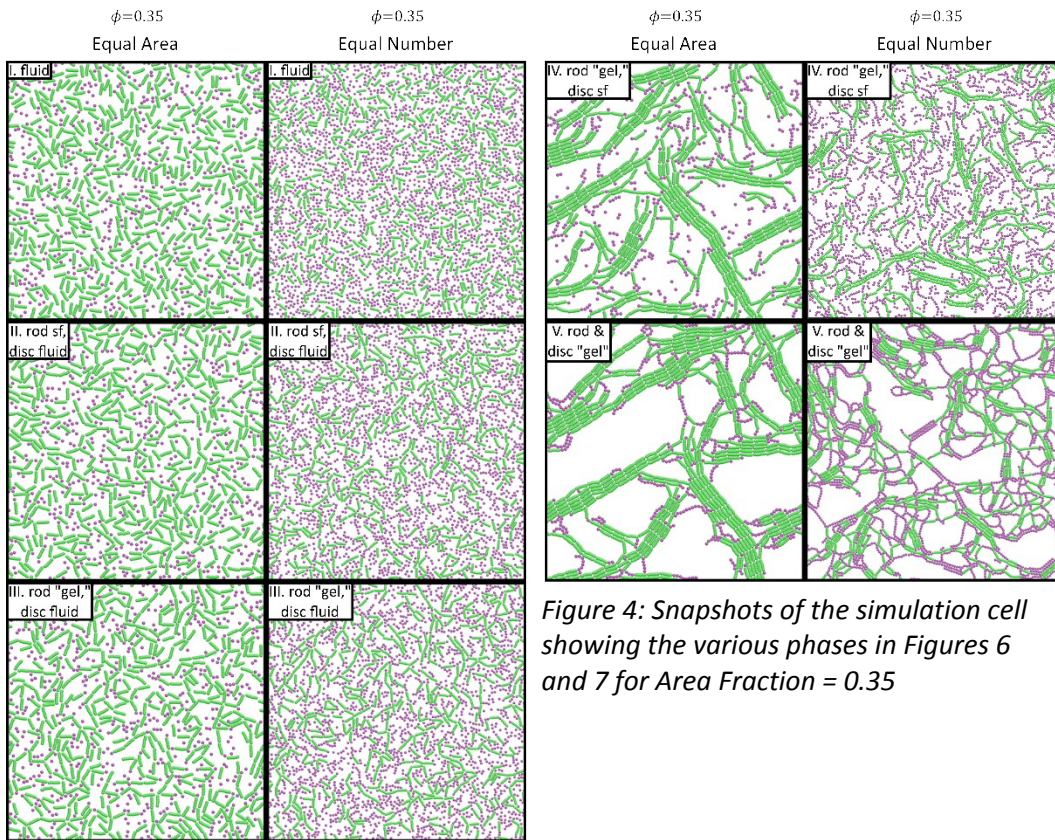 ϕ=0.35
Equal Area
ϕ=0.35
Equal Number
I. fluid
I. fluid
II. rod sf,
disc fluid
II. rod sf,
disc fluid
III. rod "gel,"
disc fluid
III. rod "gel,"
disc fluid
ϕ=0.35
Equal Area
ϕ=0.35
Equal Number
IV. rod "gel,"
disc sf
IV. rod "gel,"
disc sf
V. rod &
disc "gel"
V. rod &
disc "gel"
Figure 4: Snapshots of the simulation cell
showing the various phases in Figures 6
and 7 for Area Fraction = 0.35